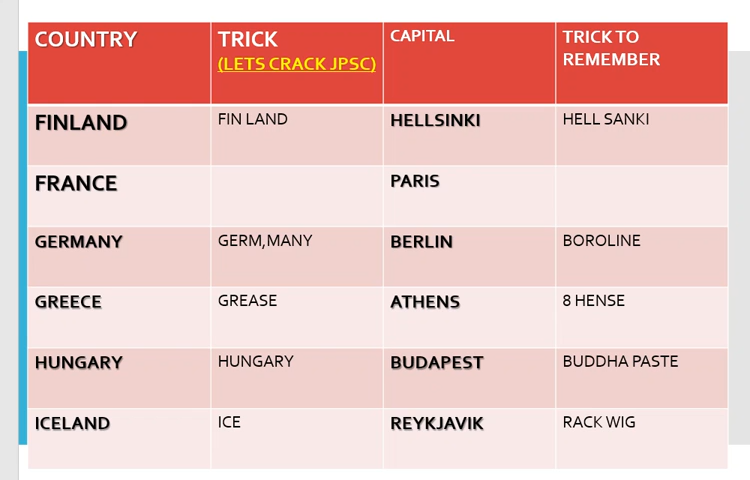 COUNTRY TRICK CAPITAL TRICK TO
(LETS CRACK JPSC) REMEMBER
FINLAND FIN LAND HELLSINKI HELL SANKI
FRANCE PARIS
GERMANY GERM,MANY BERLIN BOROLINE
GREECE GREASE ATHENS 8 HENSE
HUNGARY HUNGARY BUDAPEST BUDDHA PASTE
ICELAND ICE REYKJAVIK RACK WIG